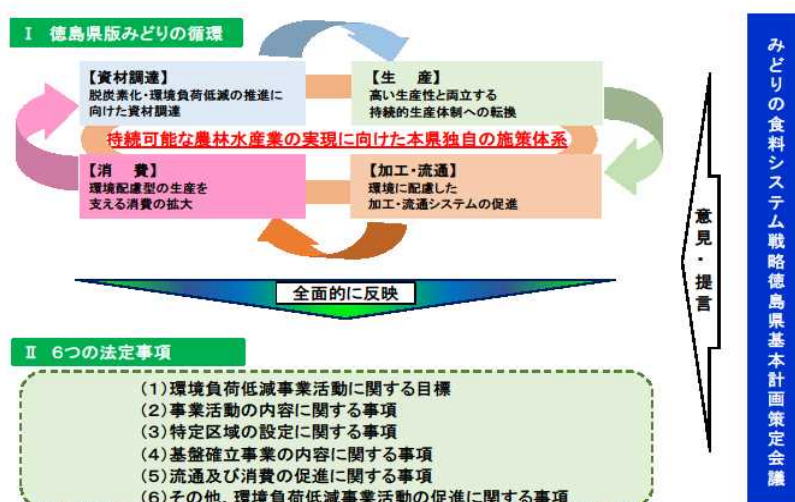 Ⅰ 徳島県版みどりの循環
【資材調達】
脱炭素化・環境負荷低減の推進に
向けた資材調達
【生 産】
高い生産性と両立する
持続的生産体制への転換
持続可能な農林水産業の実現に向けた本県独自の施策体系
【消 費】
環境配慮型の生産を
支える消費の拡大
【加工・流通】
環境に配慮した
加工・流通システムの促進
全面的に反映
意見・提言
みどりの食料システム戦略徳島県基本計画策定会議
Ⅱ 6つの法定事項
(1)環境負荷低減事業活動に関する目標
(2)事業活動の内容に関する事項
(3)特定区域の設定に関する事項
(4)基盤確立事業の内容に関する事項
(5)流通及び消費の促進に関する事項
(6)その他、環境負荷低減事業活動の促進に関する事項